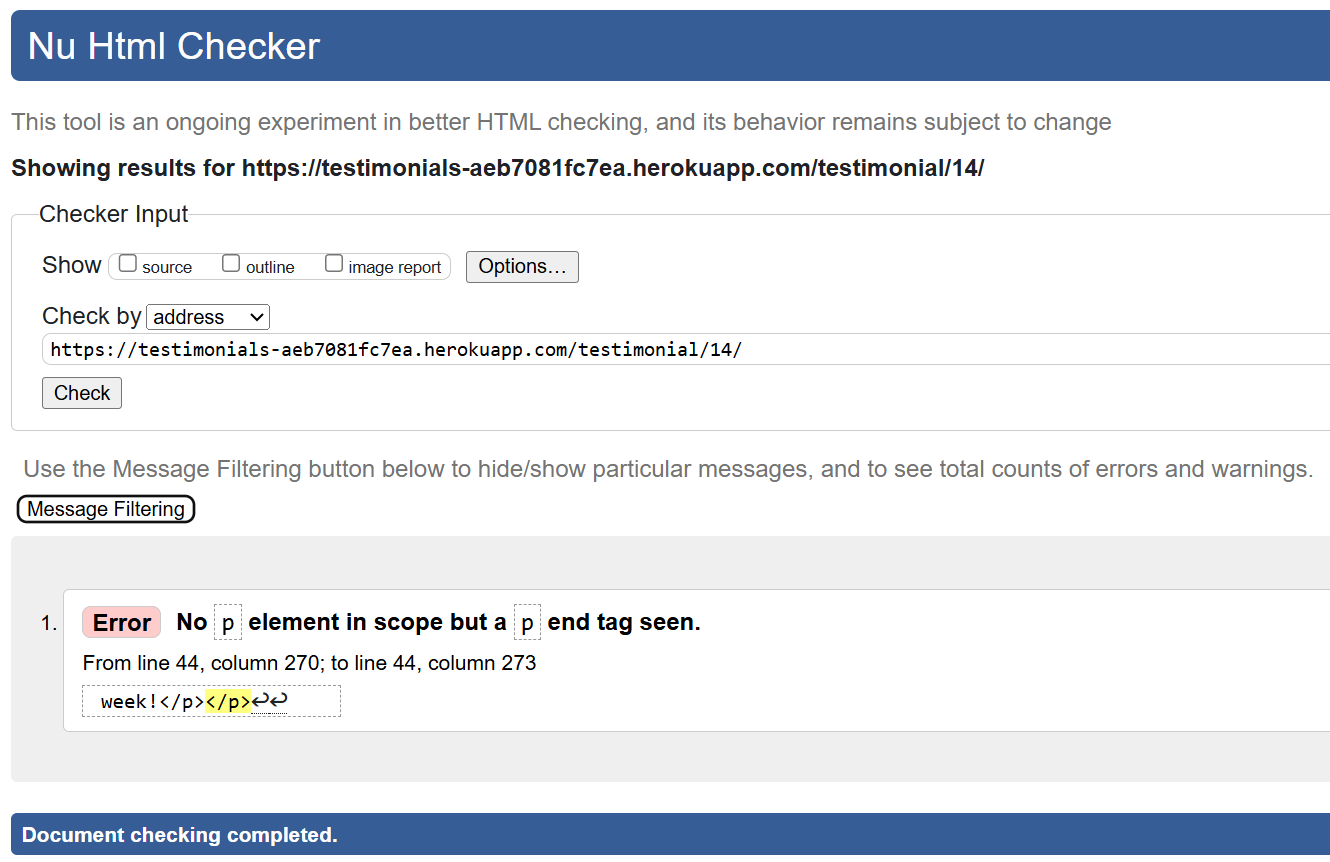 Nu Html Checker
This tool is an ongoing experiment in better HTML checking, and its behavior remains subject to change
Showing results for https://testimonials-aeb7081fc7ea.herokuapp.com/testimonial/14/
Checker Input
Show source outline image report Options...
Check by address
https://testimonials-aeb7081fc7ea.herokuapp.com/testimonial/14/
Check
Use the Message Filtering button below to hide/show particular messages, and to see total counts of errors and warnings.
Message Filtering
1. Error No p element in scope but a p end tag seen.
From line 44, column 270; to line 44, column 273
week!</p></p>↩↩
Document checking completed.